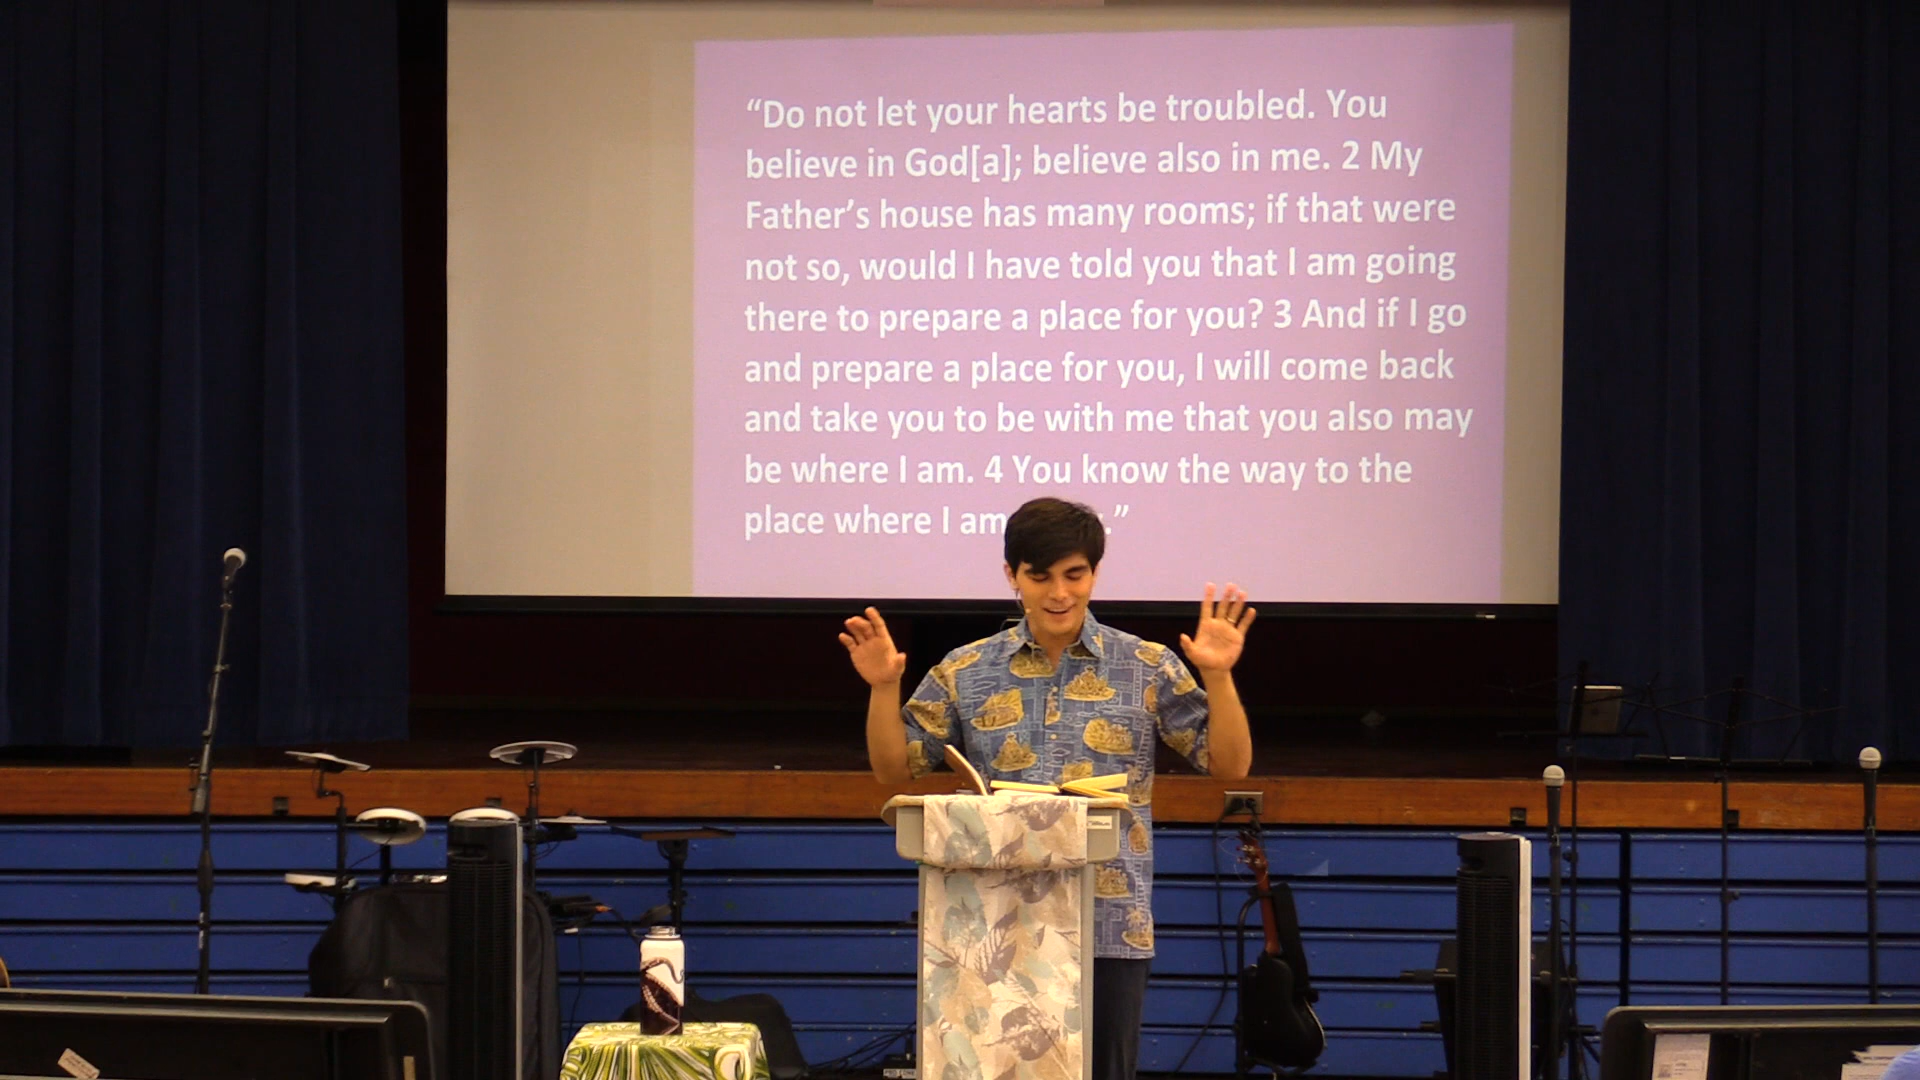 “Do not let your hearts be troubled. You
believe in God[a]; believe also in me. 2 My
Father’s house has many rooms; if that were
not so, would I have told you that I am going
there to prepare a place for you? 3 And if I go
and prepare a place for you, I will come back
and take you to be with me that you also may
be where I am. 4 You know the way to the
place where I am .”